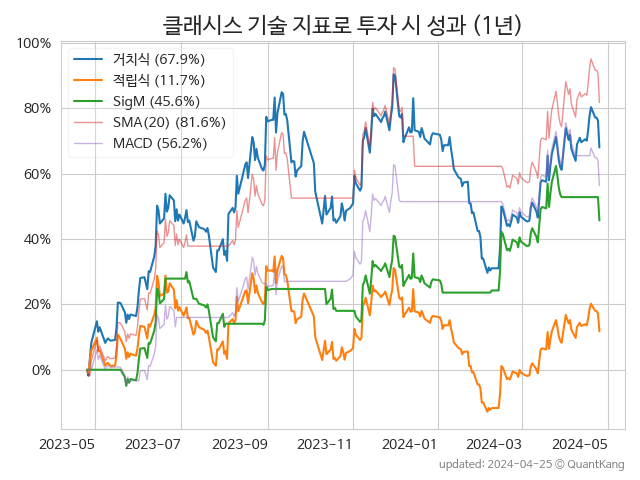 클래시스 기술 지표로 투자 시 성과 (1년)
100%
80%
60%
40%
20%
0%
거치식 (67.9%)
적립식 (11.7%)
SigM (45.6%)
SMA(20) (81.6%)
MACD (56.2%)
2023-05
2023-07
2023-09
2023-11
2024-01
2024-03
2024-05
updated: 2024-04-25 © QuantKang